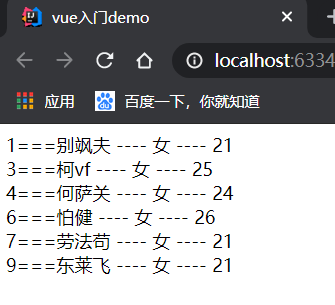 vue入门demo
localhost:6334
应用
百度一下，你就知道
1===别飒夫 ---- 女 ---- 21
3===柯vf ---- 女 ---- 25
4===何萨关 ---- 女 ---- 24
6===怕健 ---- 女 ---- 26
7===劳法苟 ---- 女 ---- 21
9===东莱飞 ---- 女 ---- 21